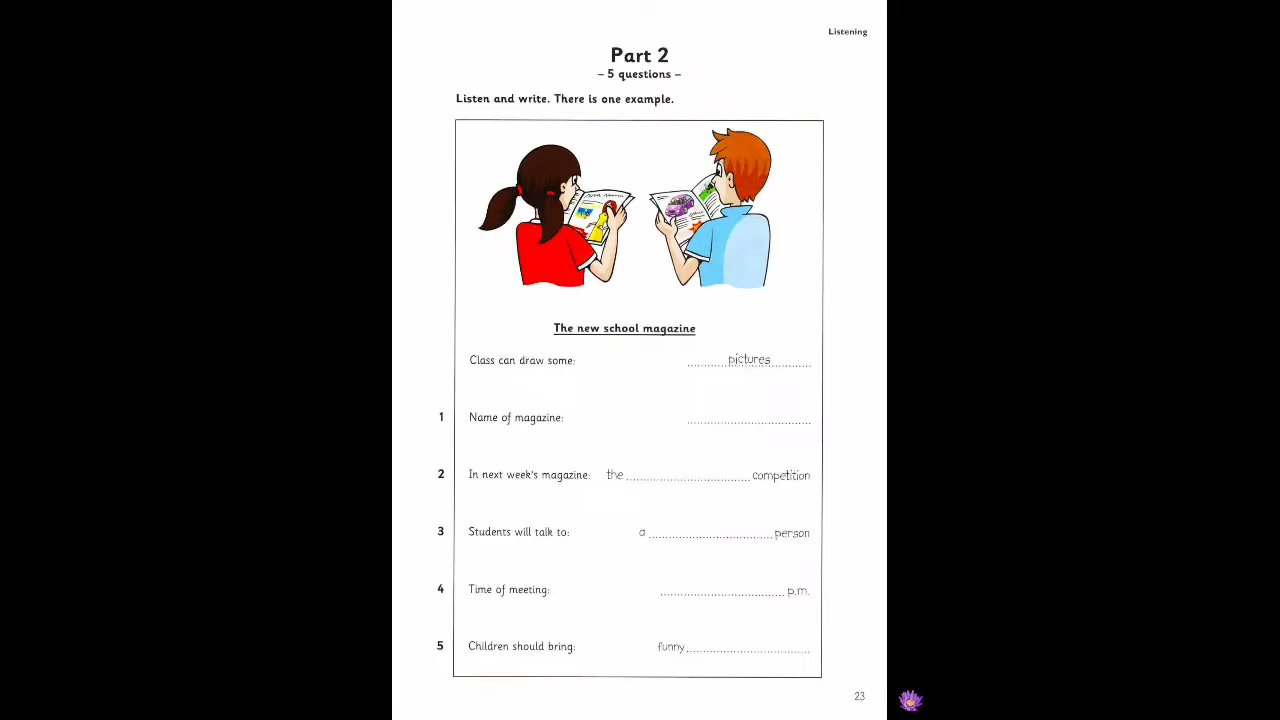 Listening
Part 2
– 5 questions –
Listen and write. There is one example.
The new school magazine
Class can draw some: pictures
1 Name of magazine:
2 In next week's magazine: the competition
3 Students will talk to: a person
4 Time of meeting: p.m.
5 Children should bring: funny
23